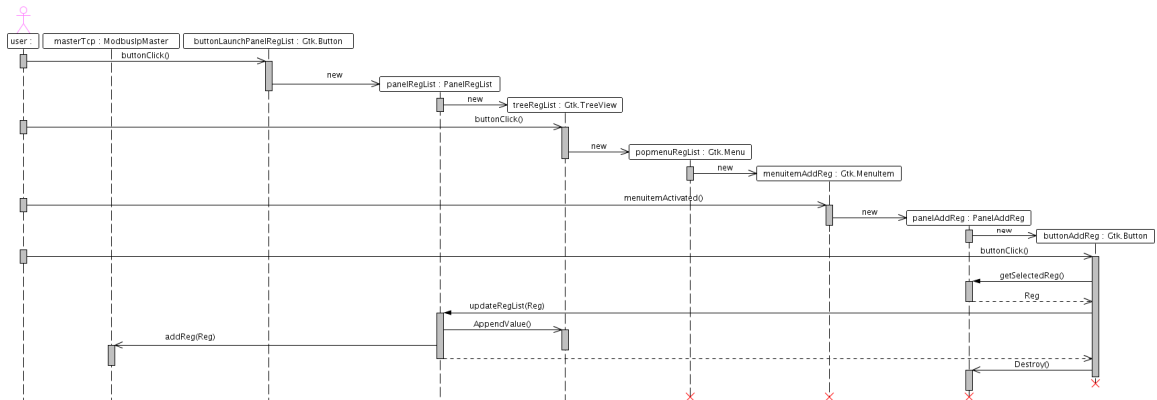 user :
masterTcp : ModbusIpMaster
buttonLaunchPanelRegList : Gtk.Button
buttonClick()
new
panelRegList : PanelRegList
new
treeRegList : Gtk.TreeView
buttonClick()
new
popmenuRegList : Gtk.Menu
new
menuitemAddReg : Gtk.MenuItem
menuitemActivated()
new
panelAddReg : PanelAddReg
new
buttonAddReg : Gtk.Button
buttonClick()
getSelectedReg()
Reg
updateRegList(Reg)
AppendValue()
addReg(Reg)
Destroy()